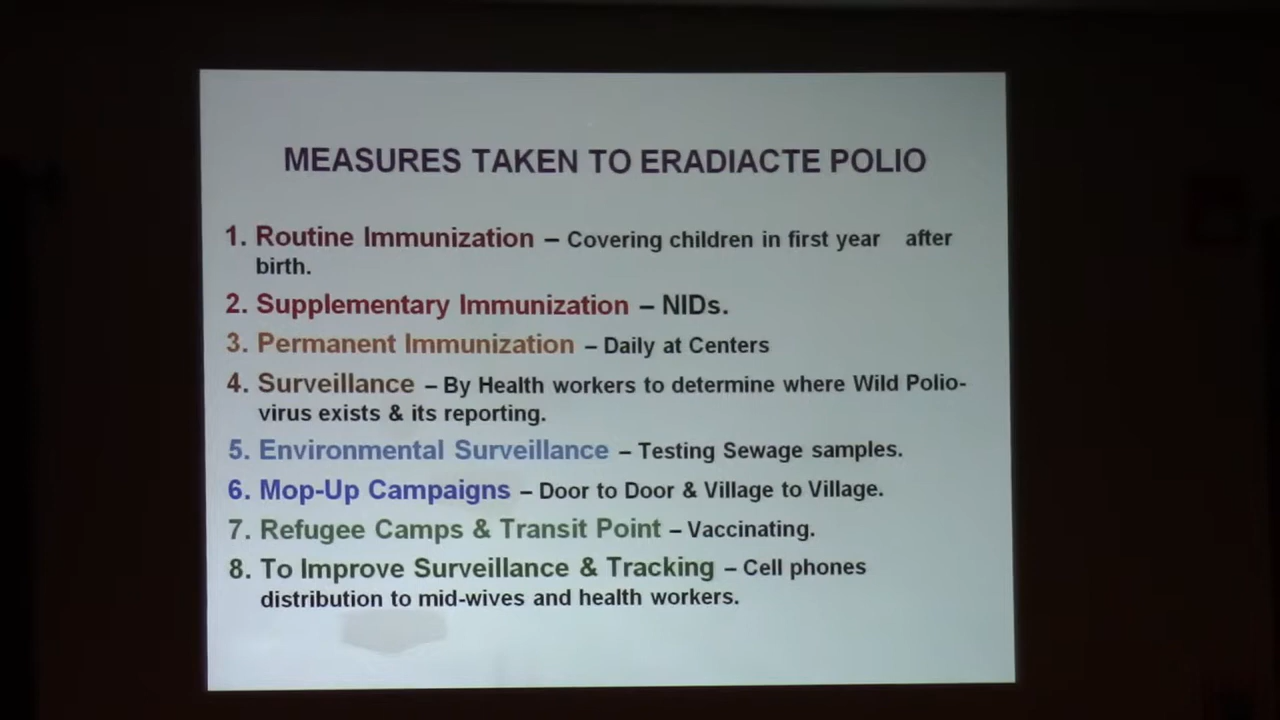 MEASURES TAKEN TO ERADIACTE POLIO
1. Routine Immunization – Covering children in first year after
birth.
2. Supplementary Immunization – NIDs.
3. Permanent Immunization – Daily at Centers
4. Surveillance – By Health workers to determine where Wild Polio-
virus exists & its reporting.
5. Environmental Surveillance – Testing Sewage samples.
6. Mop-Up Campaigns – Door to Door & Village to Village.
7. Refugee Camps & Transit Point – Vaccinating.
8. To Improve Surveillance & Tracking – Cell phones
distribution to mid-wives and health workers.